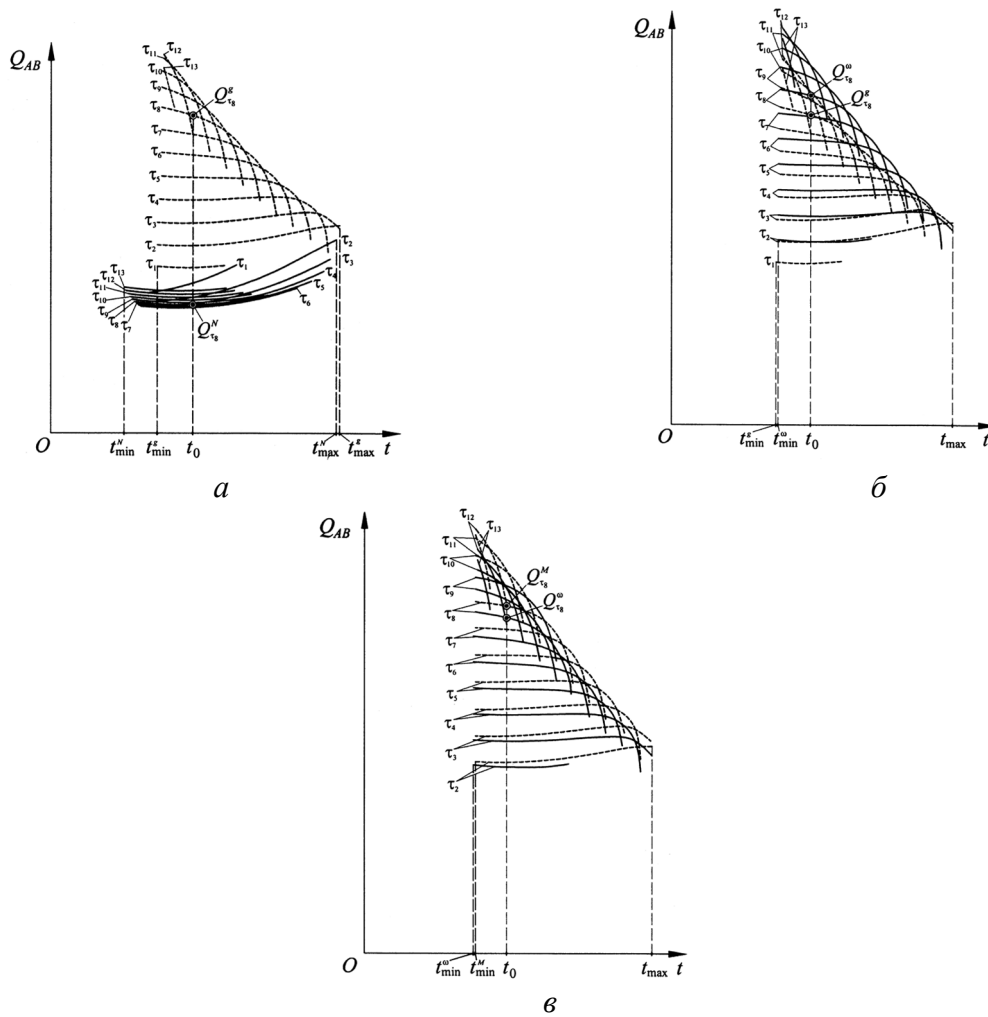 Q_AB
τ₁₁ τ₁₂
τ₁₀ τ₁₃
τ₉
τ₈ Q^g_τ₈
τ₇
τ₆
τ₅
τ₄
τ₃
τ₂
τ₁ τ₁ τ₂
τ₃
τ₄
τ₅
τ₆
τ₁₃
τ₁₂
τ₁₁
τ₁₀
τ₉
τ₈
τ₇ Q^N_τ₈
O t^N_min t^g_min t₀ t^N_max t^g_max t
а
Q_AB
τ₁₂
τ₁₁ τ₁₃
τ₁₀
τ₉ Q^ω_τ₈
τ₈ Q^g_τ₈
τ₇
τ₆
τ₅
τ₄
τ₃
τ₂
τ₁
O t^g_min t^ω_min t₀ t_max t
б
Q_AB
τ₁₂ τ₁₃
τ₁₁
τ₁₀
τ₉ Q^M_τ₈
τ₈ Q^ω_τ₈
τ₇
τ₆
τ₅
τ₄
τ₃
τ₂
O t^ω_min t^M_min t₀ t_max t
в